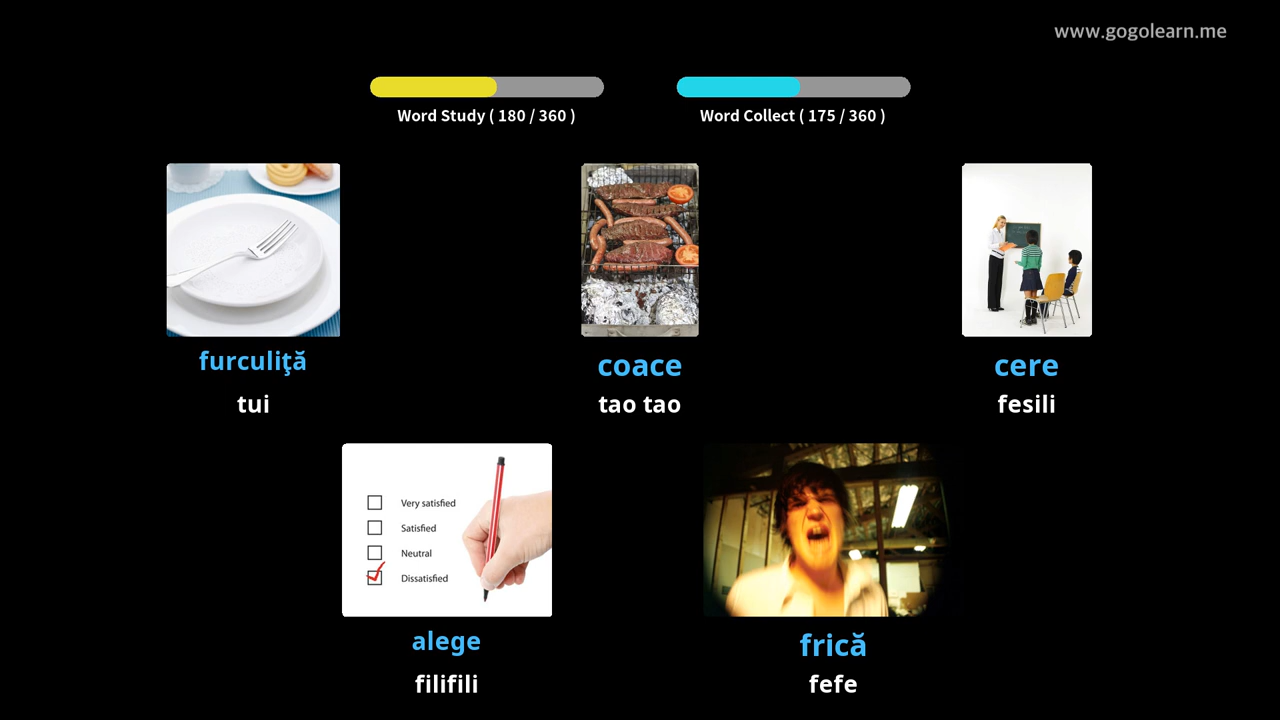 www.gogolearn.me
Word Study ( 180 / 360 )
Word Collect ( 175 / 360 )
furculiţă
tui
coace
tao tao
cere
fesili
Very satisfied
Satisfied
Neutral
Dissatisfied
alege
filifili
frică
fefe